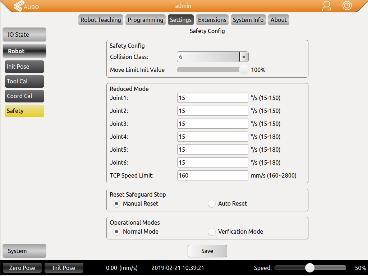 AUBO
admin
Robot Teaching Programming Settings Extensions System Info About
IO State
Robot
Init Pose
Tool Cal
Coord Cal
Safety
System
Safety Config
Safety Config
Collision Class: 6
Move Limit Init Value 100%
Reduced Mode
Joint1: 15 °/s (15-150)
Joint2: 15 °/s (15-150)
Joint3: 15 °/s (15-150)
Joint4: 15 °/s (15-180)
Joint5: 15 °/s (15-180)
Joint6: 15 °/s (15-180)
TCP Speed Limit: 160 mm/s (160~2800)
Reset Safeguard Stop
Manual Reset Auto Reset
Operational Modes
Normal Mode Verification Mode
Save
Zero Pose Init Pose 0.00 (mm/s) 2019-02-21 10:39:21 Speed 50%